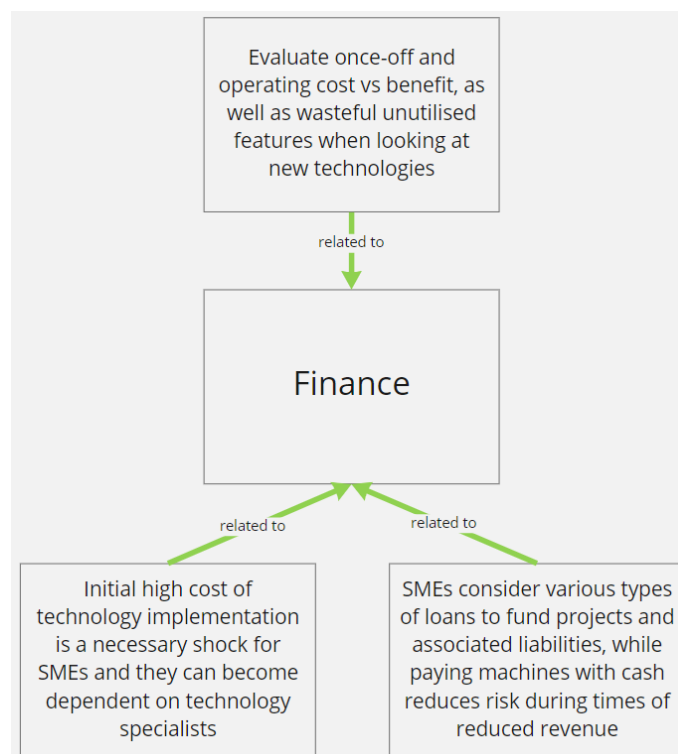 Evaluate once-off and
operating cost vs benefit, as
well as wasteful unutilised
features when looking at
new technologies
related to
Finance
related to
related to
Initial high cost of
technology implementation
is a necessary shock for
SMEs and they can become
dependent on technology
specialists
SMEs consider various types
of loans to fund projects and
associated liabilities, while
paying machines with cash
reduces risk during times of
reduced revenue